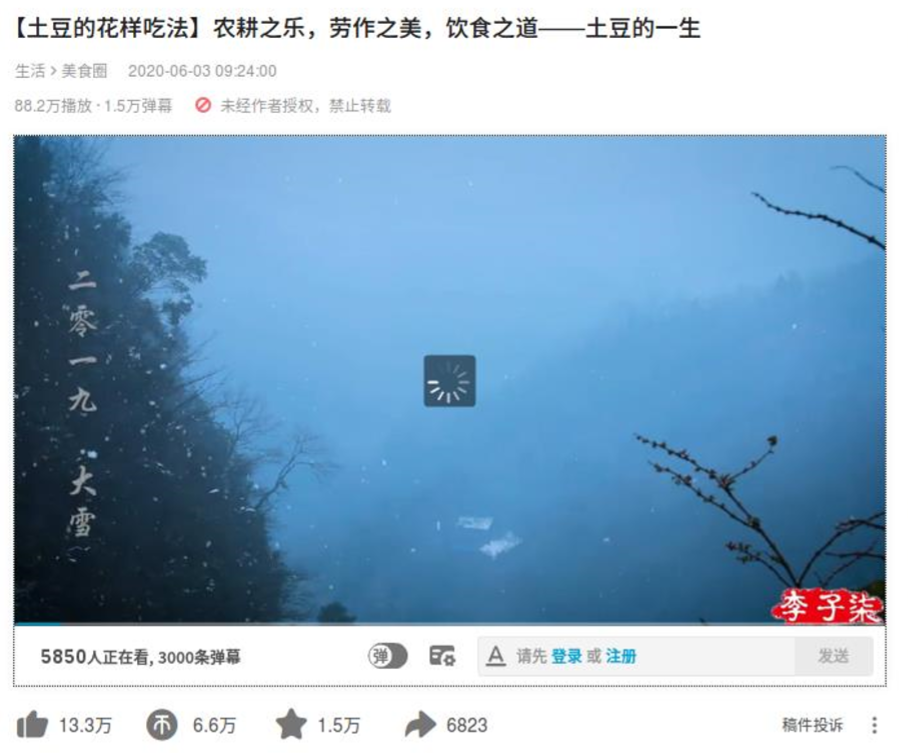 【土豆的花样吃法】农耕之乐，劳作之美，饮食之道——土豆的一生
生活 > 美食圈 2020-06-03 09:24:00
88.2万播放 · 1.5万弹幕 未经作者授权，禁止转载
二零一九 大雪
李子柒
5850人正在看, 3000条弹幕 弹 A 请先 登录 或 注册 发送
13.3万 币 6.6万 1.5万 6823 稿件投诉